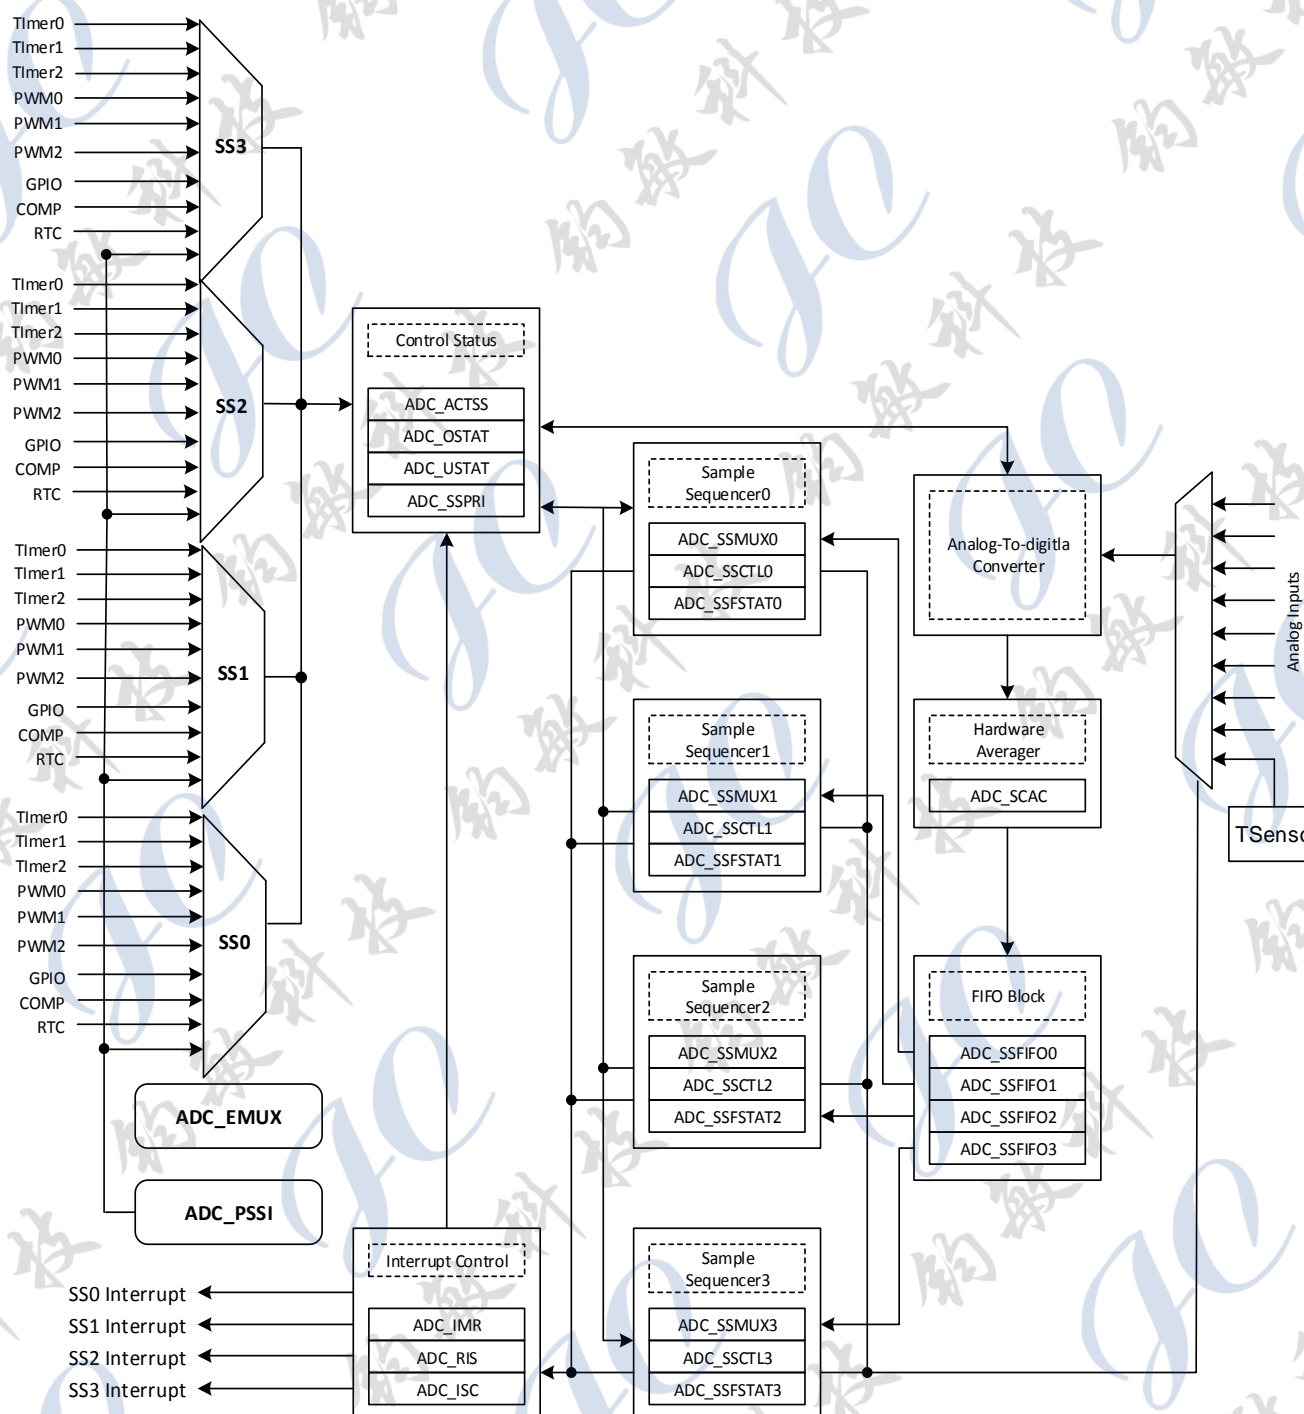 TImer0
TImer1
TImer2
PWM0
PWM1
PWM2
GPIO
COMP
RTC
SS3
TImer0
TImer1
TImer2
PWM0
PWM1
PWM2
GPIO
COMP
RTC
SS2
TImer0
TImer1
TImer2
PWM0
PWM1
PWM2
GPIO
COMP
RTC
SS1
TImer0
TImer1
TImer2
PWM0
PWM1
PWM2
GPIO
COMP
RTC
SS0
ADC_EMUX
ADC_PSSI
Control Status
ADC_ACTSS
ADC_OSTAT
ADC_USTAT
ADC_SSPRI
Interrupt Control
ADC_IMR
ADC_RIS
ADC_ISC
SS0 Interrupt
SS1 Interrupt
SS2 Interrupt
SS3 Interrupt
Sample
Sequencer0
ADC_SSMUX0
ADC_SSCTL0
ADC_SSFSTAT0
Sample
Sequencer1
ADC_SSMUX1
ADC_SSCTL1
ADC_SSFSTAT1
Sample
Sequencer2
ADC_SSMUX2
ADC_SSCTL2
ADC_SSFSTAT2
Sample
Sequencer3
ADC_SSMUX3
ADC_SSCTL3
ADC_SSFSTAT3
Analog-To-digitla
Converter
Hardware
Averager
ADC_SCAC
FIFO Block
ADC_SSFIFO0
ADC_SSFIFO1
ADC_SSFIFO2
ADC_SSFIFO3
Analog Inputs
TSenso